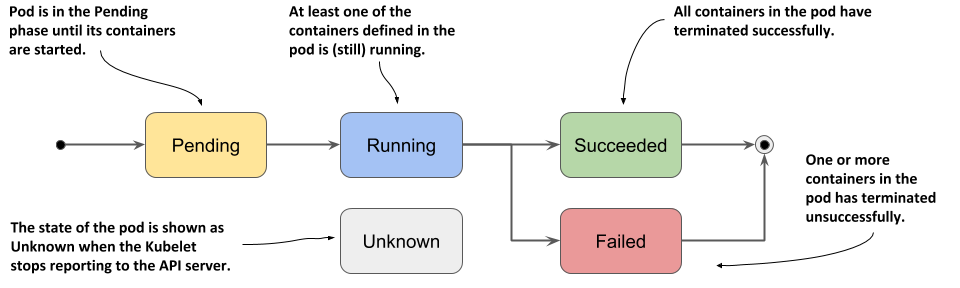 Pod is in the Pending
phase until its containers
are started.
At least one of the
containers defined in the
pod is (still) running.
All containers in the pod have
terminated successfully.
Pending
Running
Succeeded
One or more
containers in the
pod has terminated
unsuccessfully.
The state of the pod is shown as
Unknown when the Kubelet
stops reporting to the API server.
Unknown
Failed